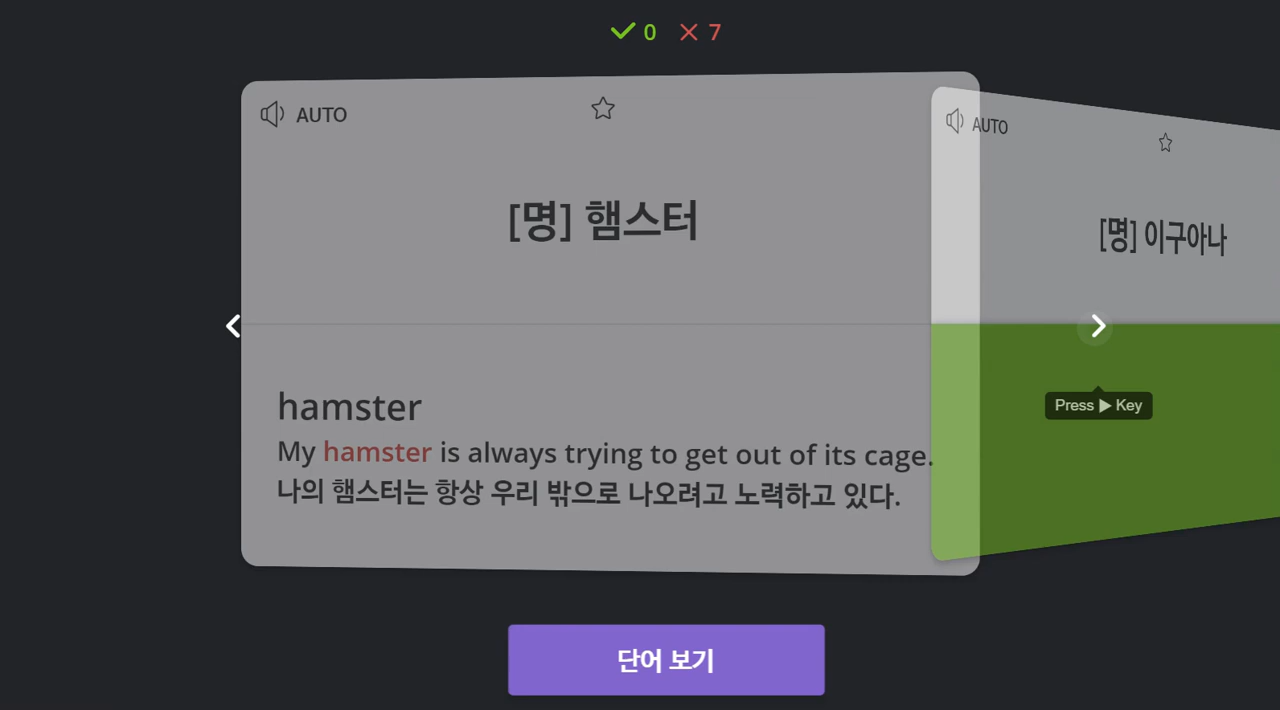 0 7
AUTO
[명] 햄스터
hamster
My hamster is always trying to get out of its cage.
나의 햄스터는 항상 우리 밖으로 나오려고 노력하고 있다.
AUTO
[명] 이구아나
Press ▶ Key
단어 보기